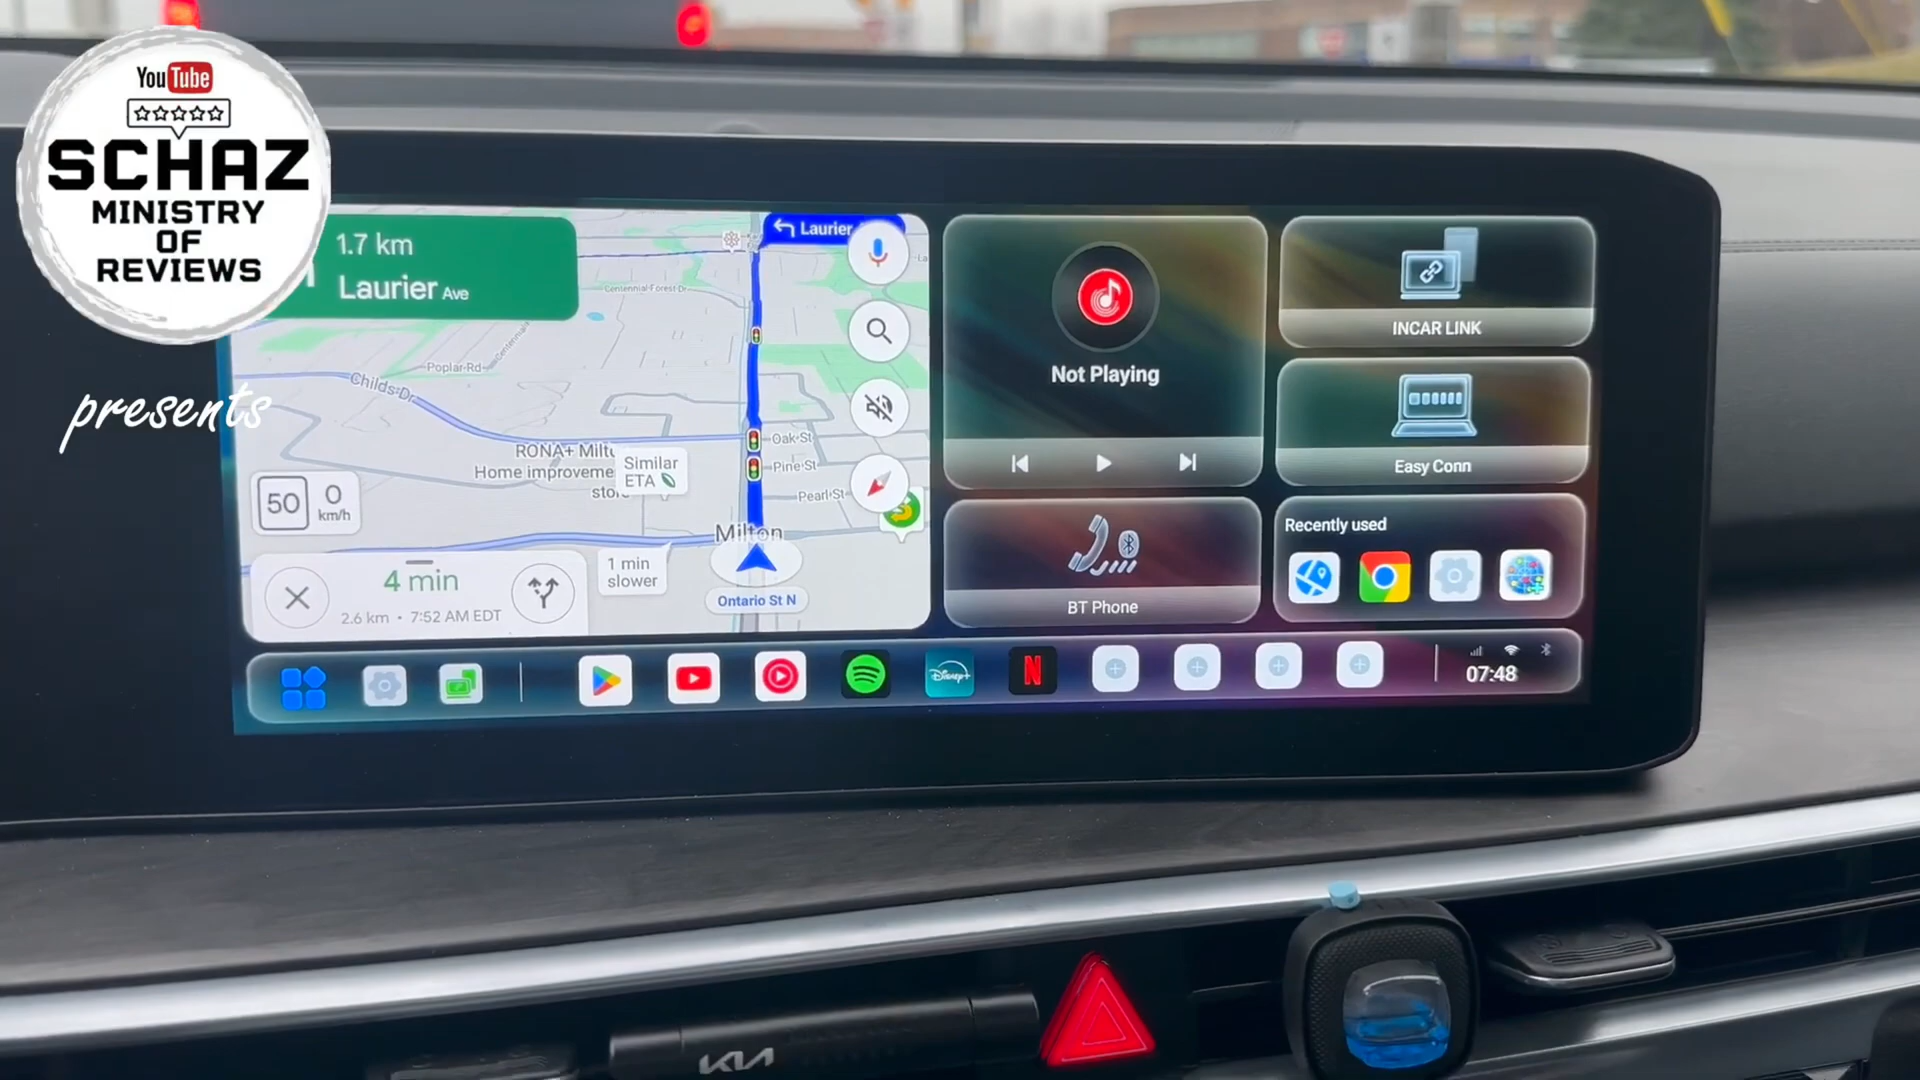 YouTube
SCHAZ
MINISTRY
OF
REVIEWS
presents
1.7 km
Laurier Ave
Laurier
Centennial Forest Dr
Poplar Rd
Childs Dr
RONA+ Milt
Home improveme
Similar
ETA
Oak St
Pine St
Pearl St
50
0
km/h
Milton
1 min
slower
4 min
2.6 km • 7:52 AM EDT
Ontario St N
Not Playing
BT Phone
INCAR LINK
Easy Conn
Recently used
Disney+
N
07:48
KIA